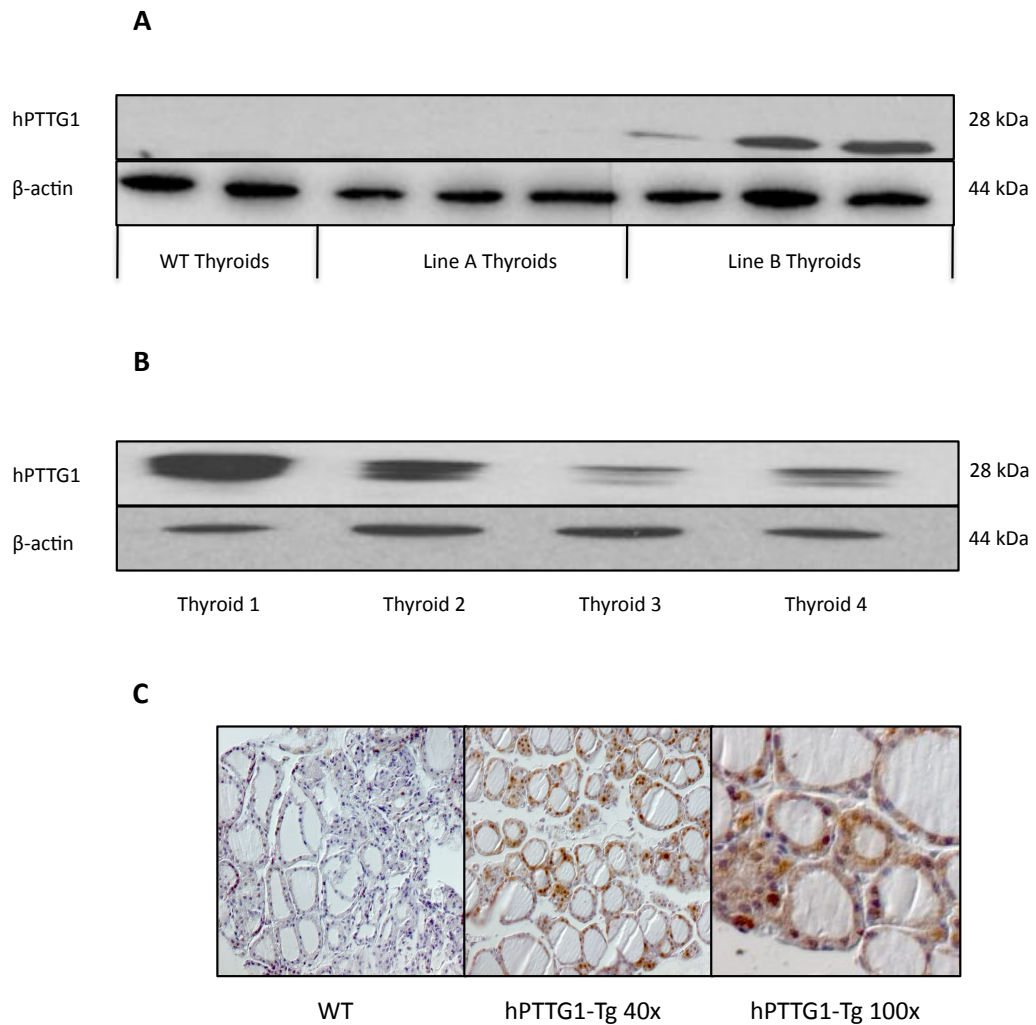 A
hPTTG1
28 kDa
β-actin
44 kDa
WT Thyroids
Line A Thyroids
Line B Thyroids
B
hPTTG1
28 kDa
β-actin
44 kDa
Thyroid 1
Thyroid 2
Thyroid 3
Thyroid 4
C
WT
hPTTG1-Tg 40x
hPTTG1-Tg 100x